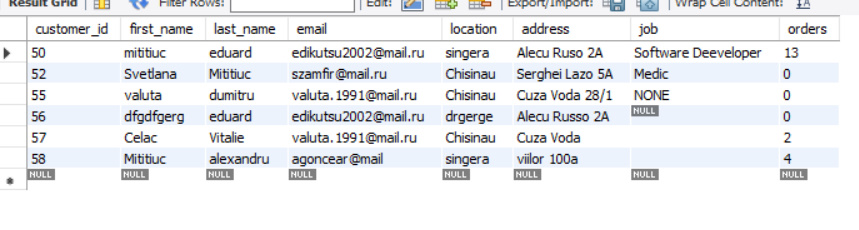 Result Grid Filter Rows: Edit: Export/Import: Wrap Cell Content: IA
customer_id first_name last_name email location address job orders
50 mititiuc eduard edikutsu2002@mail.ru singera Alecu Ruso 2A Software Deeveloper 13
52 Svetlana Mititiuc szamfir@mail.ru Chisinau Serghei Lazo 5A Medic 0
55 valuta dumitru valuta.1991@mail.ru Chisinau Cuza Voda 28/1 NONE 0
56 dfgdfgerg eduard edikutsu2002@mail.ru drgerge Alecu Russo 2A NULL 0
57 Celac Vitalie valuta.1991@mail.ru Chisinau Cuza Voda 2
58 Mititiuc alexandru agoncear@mail singera viilor 100a 4
NULL NULL NULL NULL NULL NULL NULL NULL